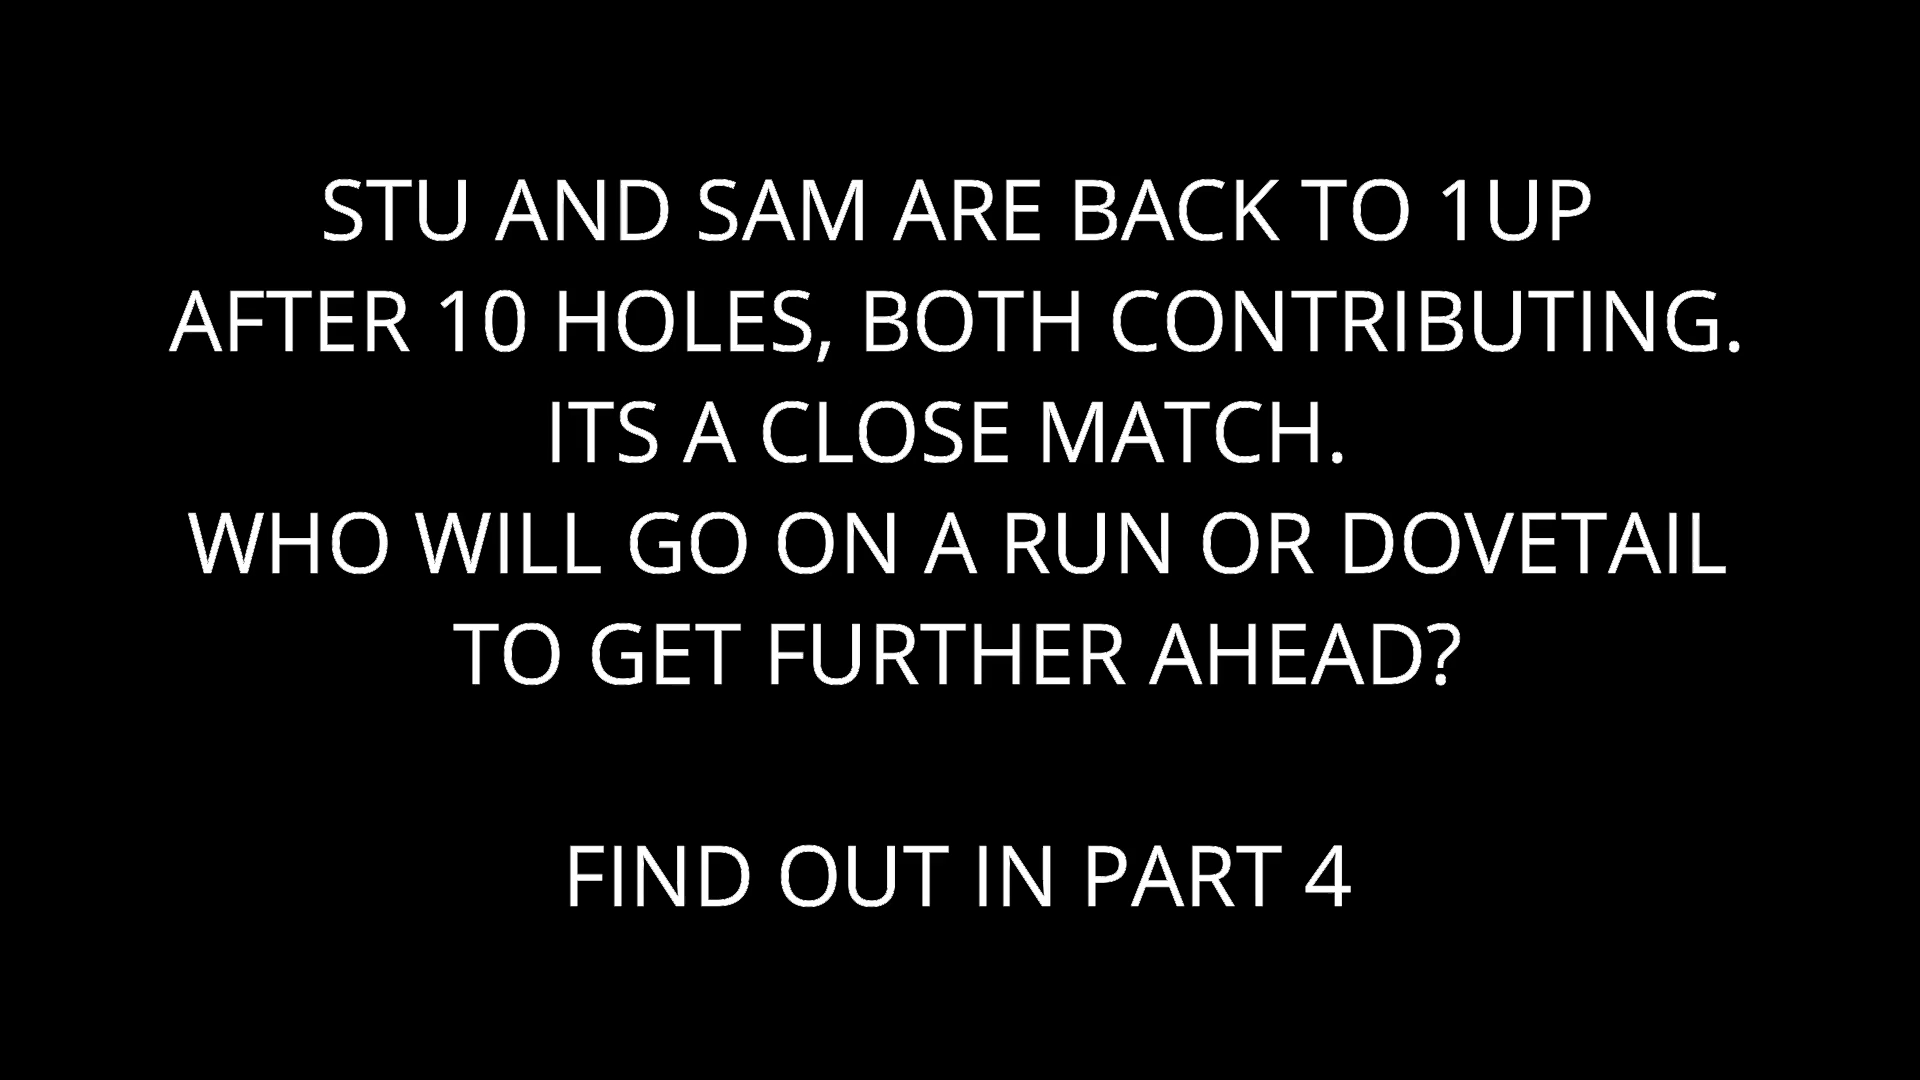 STU AND SAM ARE BACK TO 1UP
AFTER 10 HOLES, BOTH CONTRIBUTING.
ITS A CLOSE MATCH.
WHO WILL GO ON A RUN OR DOVETAIL
TO GET FURTHER AHEAD?
FIND OUT IN PART 4